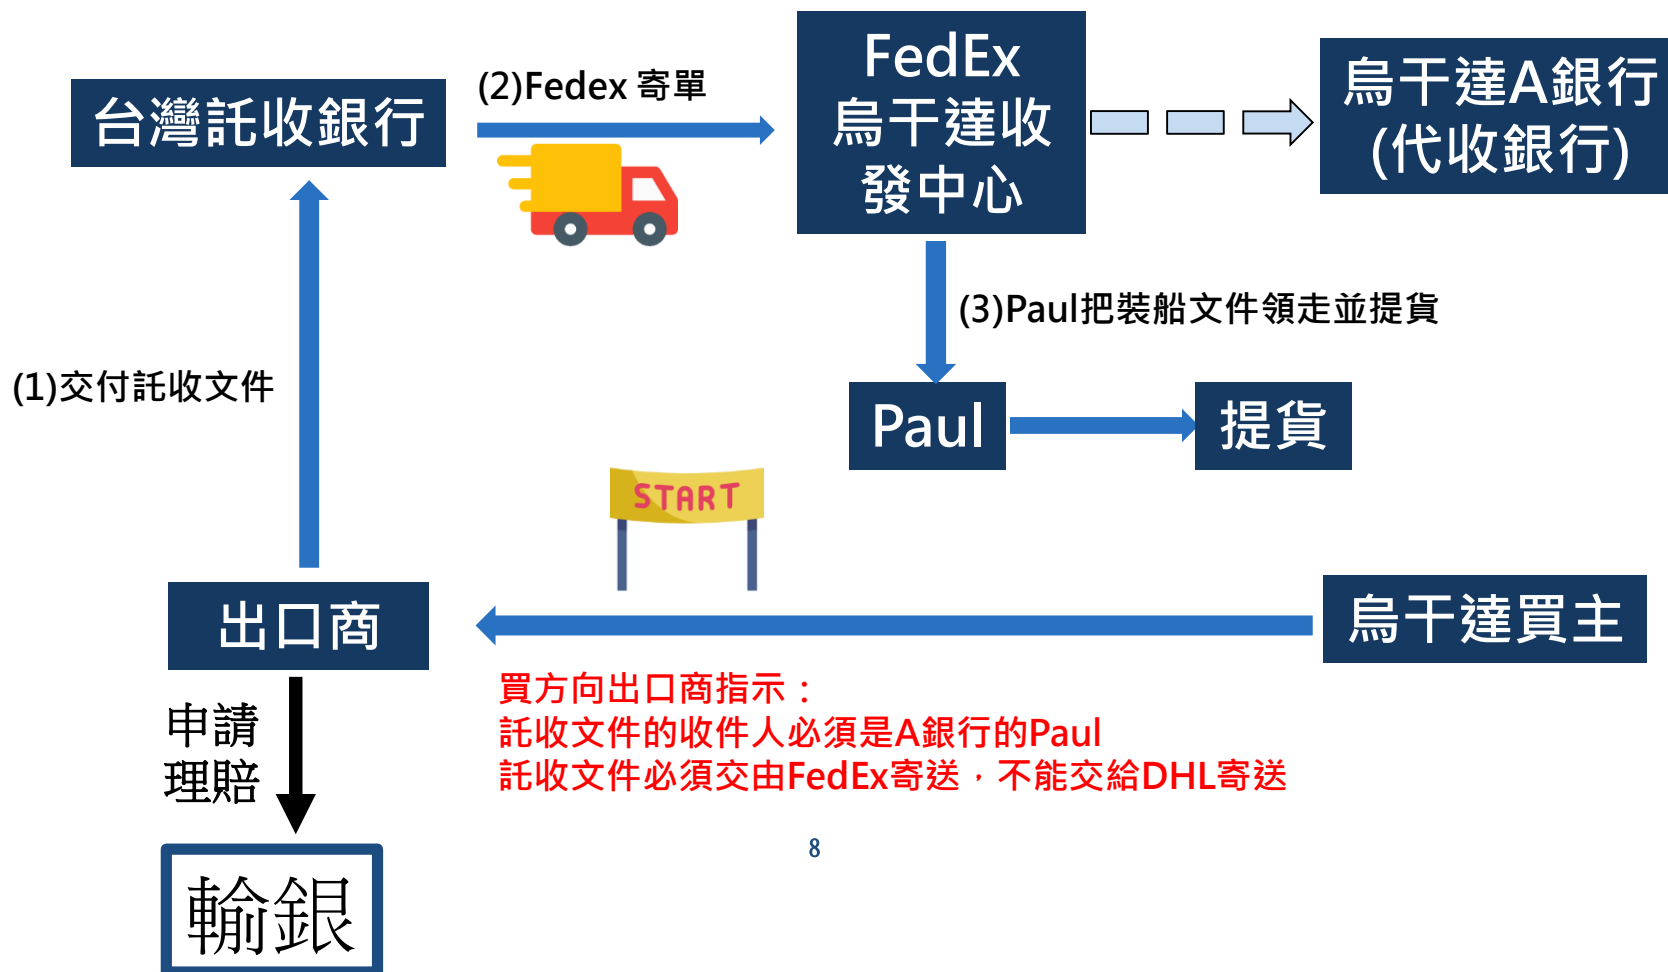 (2)Fedex 寄單
FedEx
烏干達收
發中心
烏干達A銀行
(代收銀行)
台灣託收銀行
(3)Paul把裝船文件領走並提貨
(1)交付託收文件
Paul
提貨
START
出口商
烏干達買主
買方向出口商指示：
託收文件的收件人必須是A銀行的Paul
託收文件必須交由FedEx寄送，不能交給DHL寄送
申請
理賠
8
輸銀